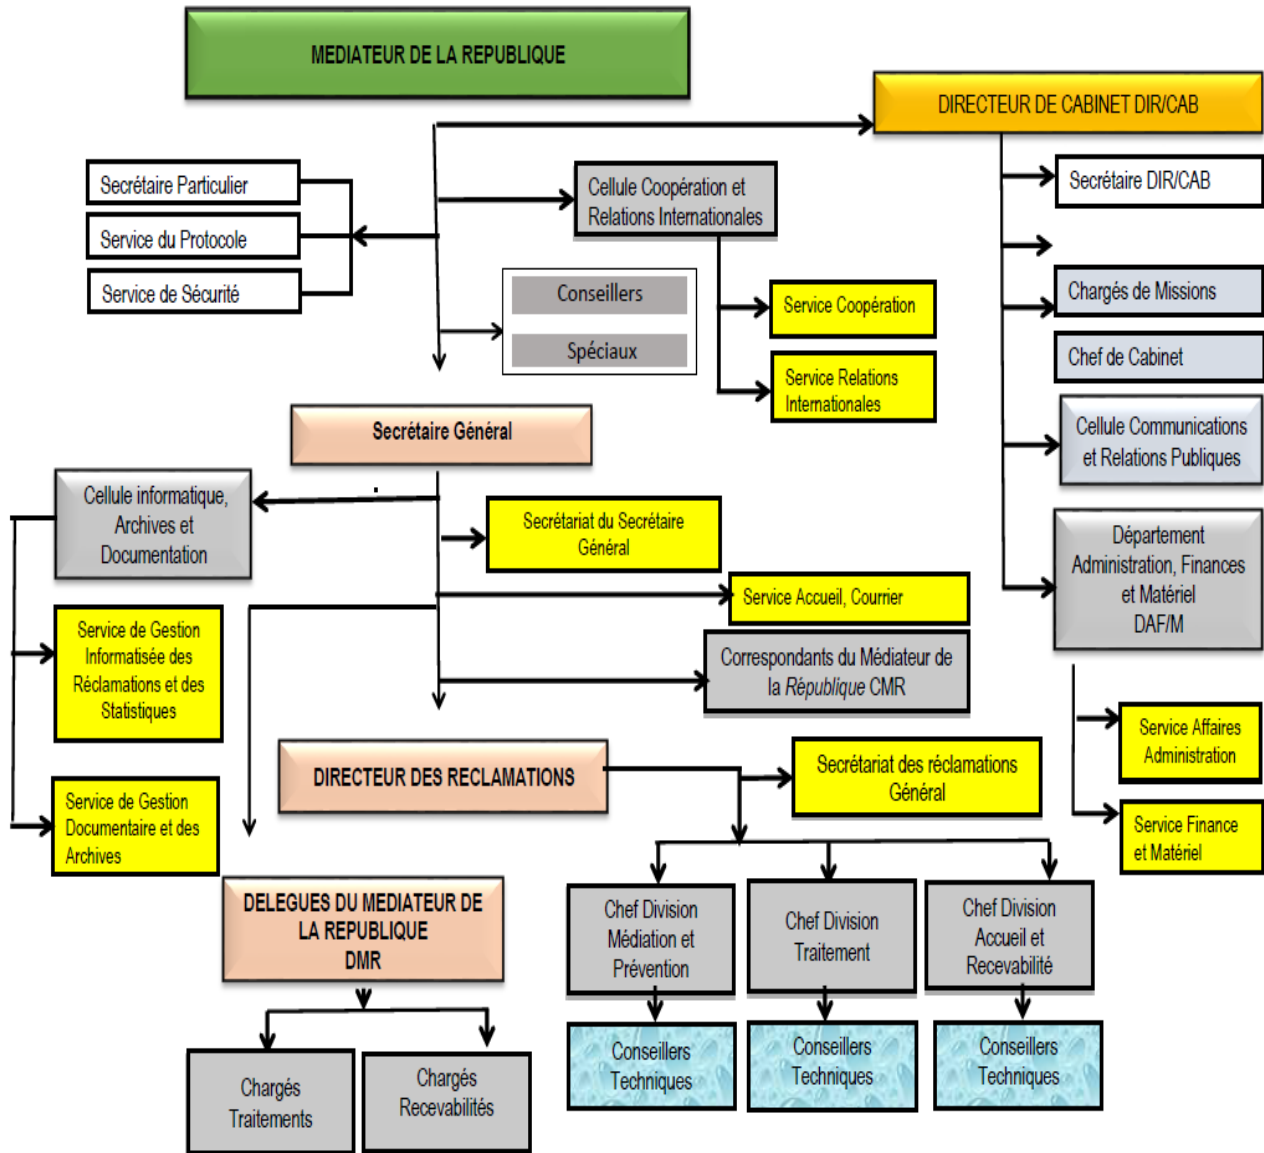 MEDIATEUR DE LA REPUBLIQUE
DIRECTEUR DE CABINET DIR/CAB
Secrétaire Particulier
Service du Protocole
Service de Sécurité
Cellule Coopération et
Relations Internationales
Secrétaire DIR/CAB
Conseillers
Spéciaux
Service Coopération
Service Relations
Internationales
Chargés de Missions
Chef de Cabinet
Cellule Communications
et Relations Publiques
Secrétaire Général
Cellule informatique,
Archives et
Documentation
Secrétariat du Secrétaire
Général
Département
Administration, Finances
et Matériel
DAF/M
Service Accueil, Courrier
Service de Gestion
Informatisée des
Réclamations et des
Statistiques
Correspondants du Médiateur de
la République CMR
Service Affaires
Administration
DIRECTEUR DES RECLAMATIONS
Secrétariat des réclamations
Général
Service de Gestion
Documentaire et des
Archives
Service Finance
et Matériel
DELEGUES DU MEDIATEUR DE
LA REPUBLIQUE
DMR
Chef Division
Médiation et
Prévention
Chef Division
Traitement
Chef Division
Accueil et
Recevabilité
Chargés
Traitements
Chargés
Recevabilités
Conseillers
Techniques
Conseillers
Techniques
Conseillers
Techniques